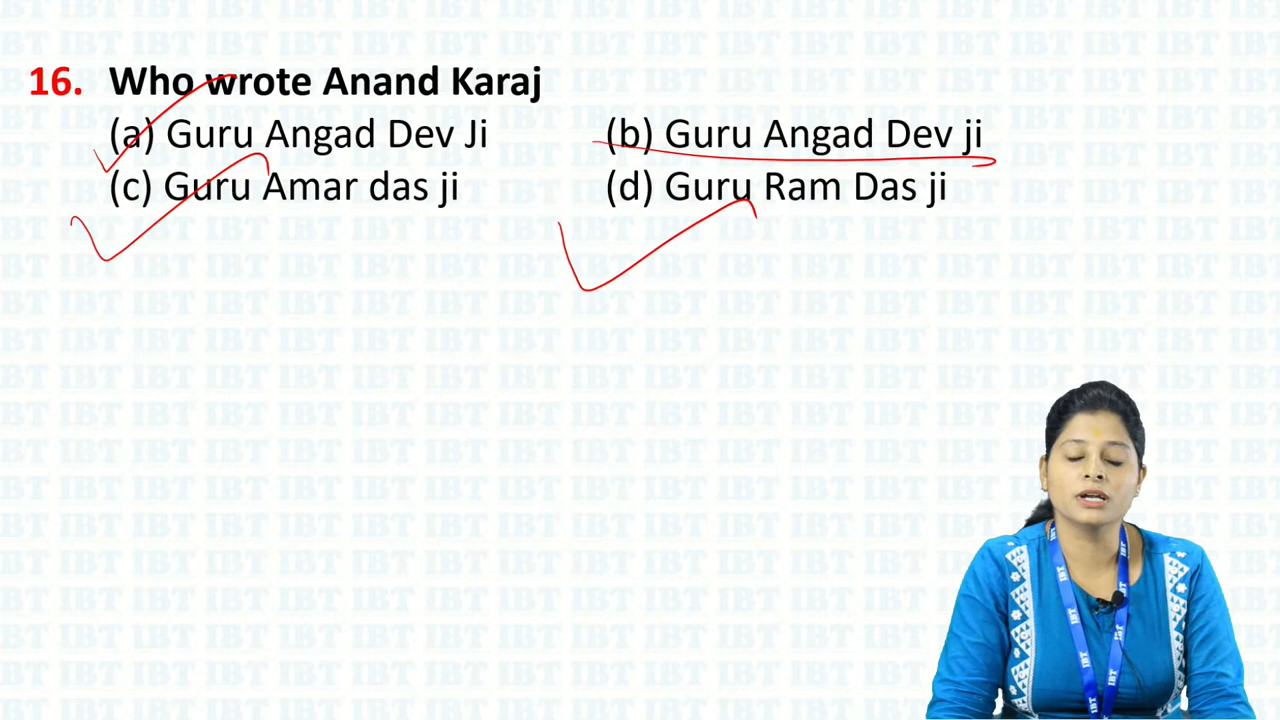 16. Who wrote Anand Karaj
(a) Guru Angad Dev Ji (b) Guru Angad Dev ji
(c) Guru Amar das ji (d) Guru Ram Das ji